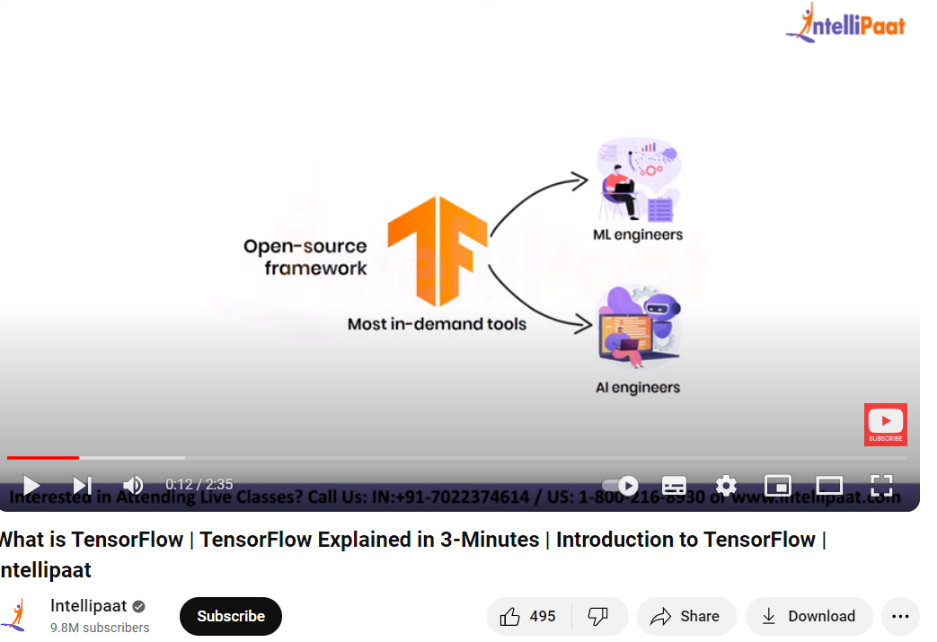 ntelliPaat
Open-source
framework
Most in-demand tools
ML engineers
AI engineers
SUBSCRIBE
0:12 / 2:35
Interested in Attending Live Classes? Call Us: IN:+91-7022374614 / US: 1-800-216-8930 or www.intellipaat.com
What is TensorFlow | TensorFlow Explained in 3-Minutes | Introduction to TensorFlow |
ntellipaat
Intellipaat
9.8M subscribers
Subscribe
495
Share
Download